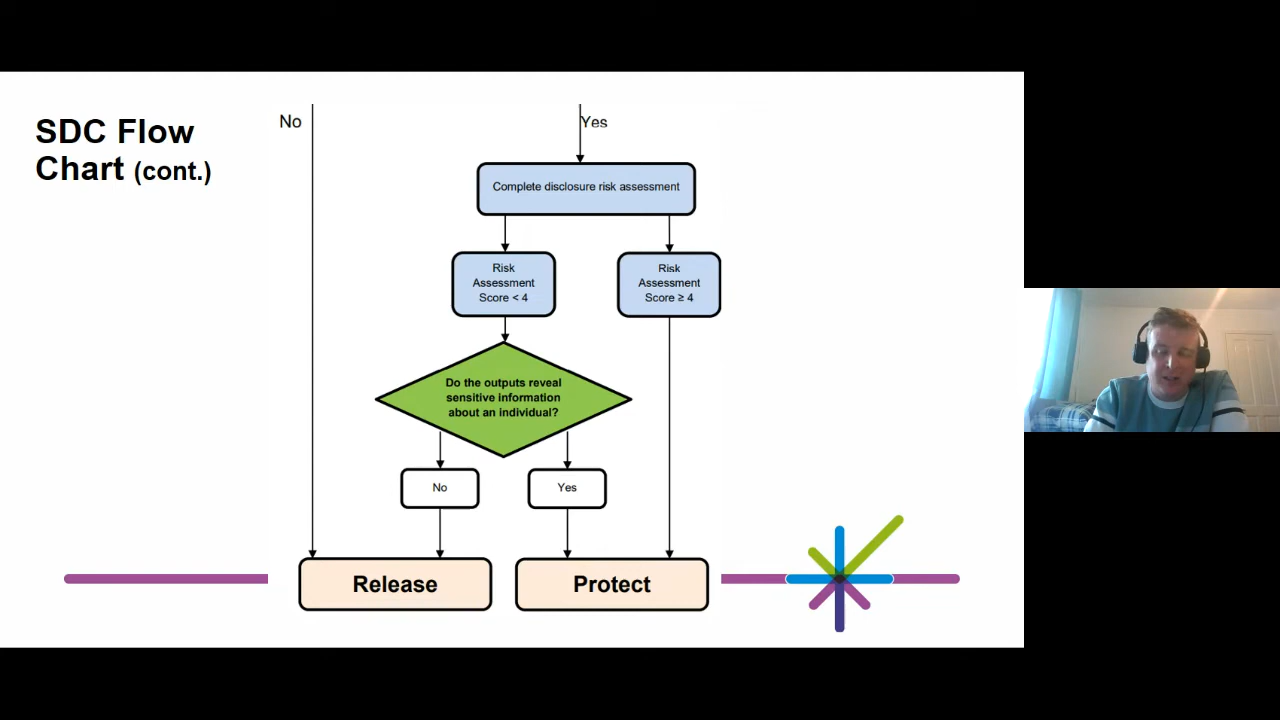 SDC Flow
Chart (cont.)
No
Yes
Complete disclosure risk assessment
Risk
Assessment
Score < 4
Risk
Assessment
Score ≥ 4
Do the outputs reveal
sensitive information
about an individual?
No
Yes
Release
Protect